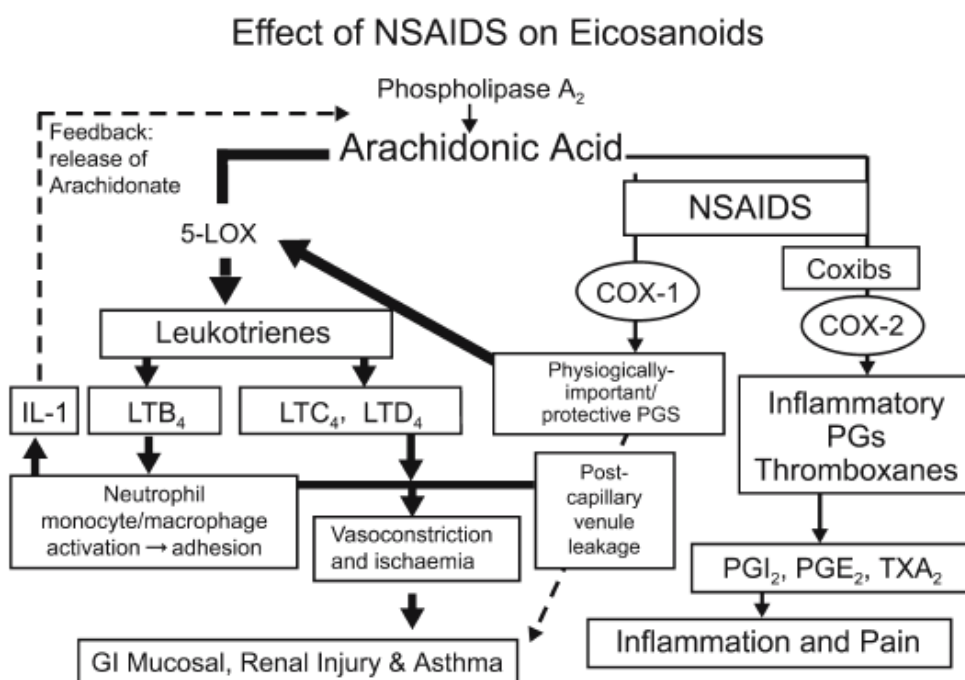 Effect of NSAIDS on Eicosanoids
Phospholipase A₂
Arachidonic Acid
Feedback:
release of
Arachidonate
NSAIDS
5-LOX
Coxibs
COX-1
COX-2
Leukotrienes
Physiologically-
important/
protective PGS
IL-1
LTB₄
LTC₄, LTD₄
Inflammatory
PGs
Thromboxanes
Neutrophil
monocyte/macrophage
activation → adhesion
Vasoconstriction
and ischaemia
Post-
capillary
venule
leakage
PGI₂, PGE₂, TXA₂
Inflammation and Pain
GI Mucosal, Renal Injury & Asthma